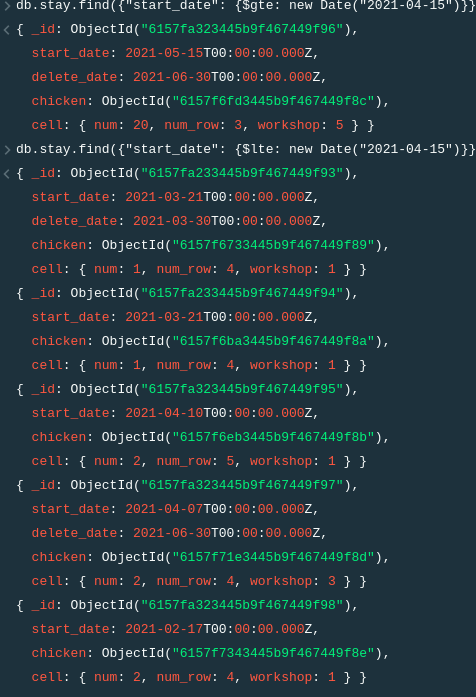 > db.stay.find({"start_date": {$gte: new Date("2021-04-15")}})
< { _id: ObjectId("6157fa323445b9f467449f96"),
start_date: 2021-05-15T00:00:00.000Z,
delete_date: 2021-06-30T00:00:00.000Z,
chicken: ObjectId("6157f6fd3445b9f467449f8c"),
cell: { num: 20, num_row: 3, workshop: 5 } }
> db.stay.find({"start_date": {$lte: new Date("2021-04-15")}})
< { _id: ObjectId("6157fa233445b9f467449f93"),
start_date: 2021-03-21T00:00:00.000Z,
delete_date: 2021-03-30T00:00:00.000Z,
chicken: ObjectId("6157f6733445b9f467449f89"),
cell: { num: 1, num_row: 4, workshop: 1 } }
{ _id: ObjectId("6157fa233445b9f467449f94"),
start_date: 2021-03-21T00:00:00.000Z,
chicken: ObjectId("6157f6ba3445b9f467449f8a"),
cell: { num: 1, num_row: 4, workshop: 1 } }
{ _id: ObjectId("6157fa323445b9f467449f95"),
start_date: 2021-04-10T00:00:00.000Z,
chicken: ObjectId("6157f6eb3445b9f467449f8b"),
cell: { num: 2, num_row: 5, workshop: 1 } }
{ _id: ObjectId("6157fa323445b9f467449f97"),
start_date: 2021-04-07T00:00:00.000Z,
delete_date: 2021-06-30T00:00:00.000Z,
chicken: ObjectId("6157f71e3445b9f467449f8d"),
cell: { num: 2, num_row: 4, workshop: 3 } }
{ _id: ObjectId("6157fa323445b9f467449f98"),
start_date: 2021-02-17T00:00:00.000Z,
chicken: ObjectId("6157f7343445b9f467449f8e"),
cell: { num: 2, num_row: 4, workshop: 1 } }